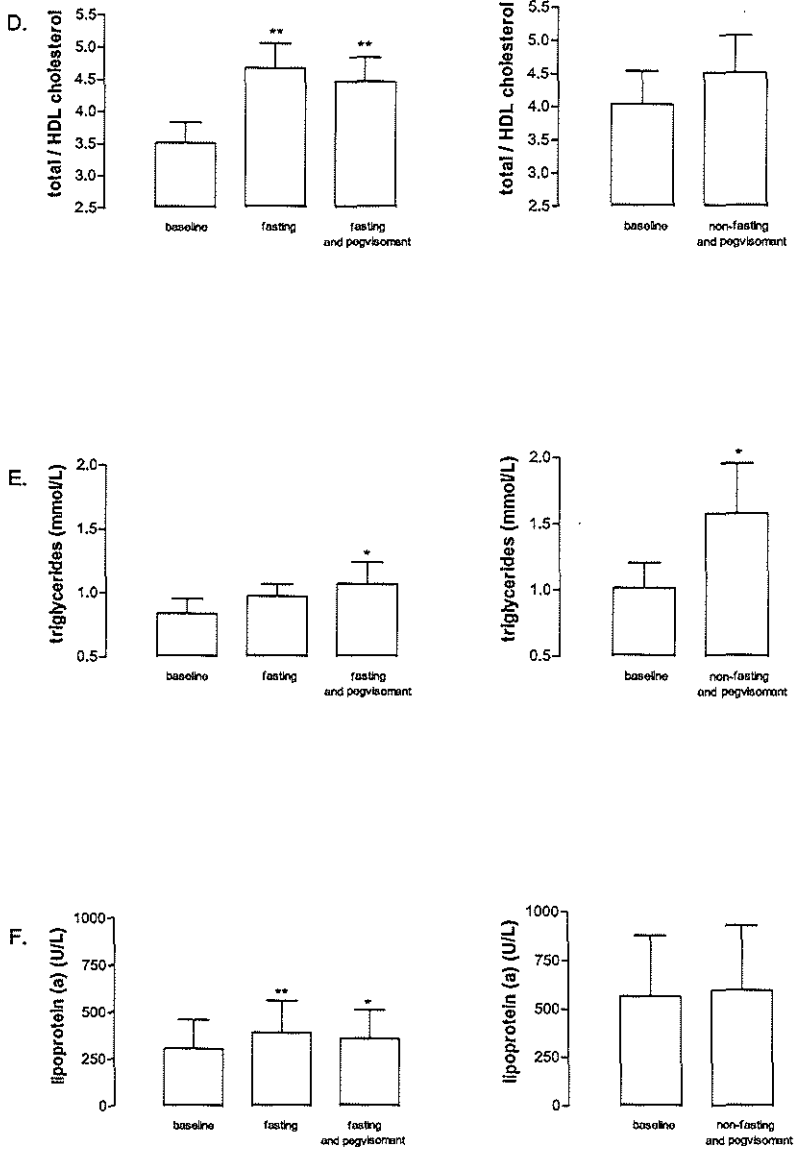 D.
total / HDL cholesterol
5.5
5.0
4.5
4.0
3.5
3.0
2.5
**
**
baseline
fasting
fasting
and pegvisomant
total / HDL cholesterol
5.5
5.0
4.5
4.0
3.5
3.0
2.5
baseline
non-fasting
and pegvisomant
E.
triglycerides (mmol/L)
2.0
1.5
1.0
0.5
*
baseline
fasting
fasting
and pegvisomant
triglycerides (mmol/L)
2.0
1.5
1.0
0.5
*
baseline
non-fasting
and pegvisomant
F.
lipoprotein (a) (U/L)
1000
750
500
250
0
**
*
baseline
fasting
fasting
and pegvisomant
lipoprotein (a) (U/L)
1000
750
500
250
0
baseline
non-fasting
and pegvisomant